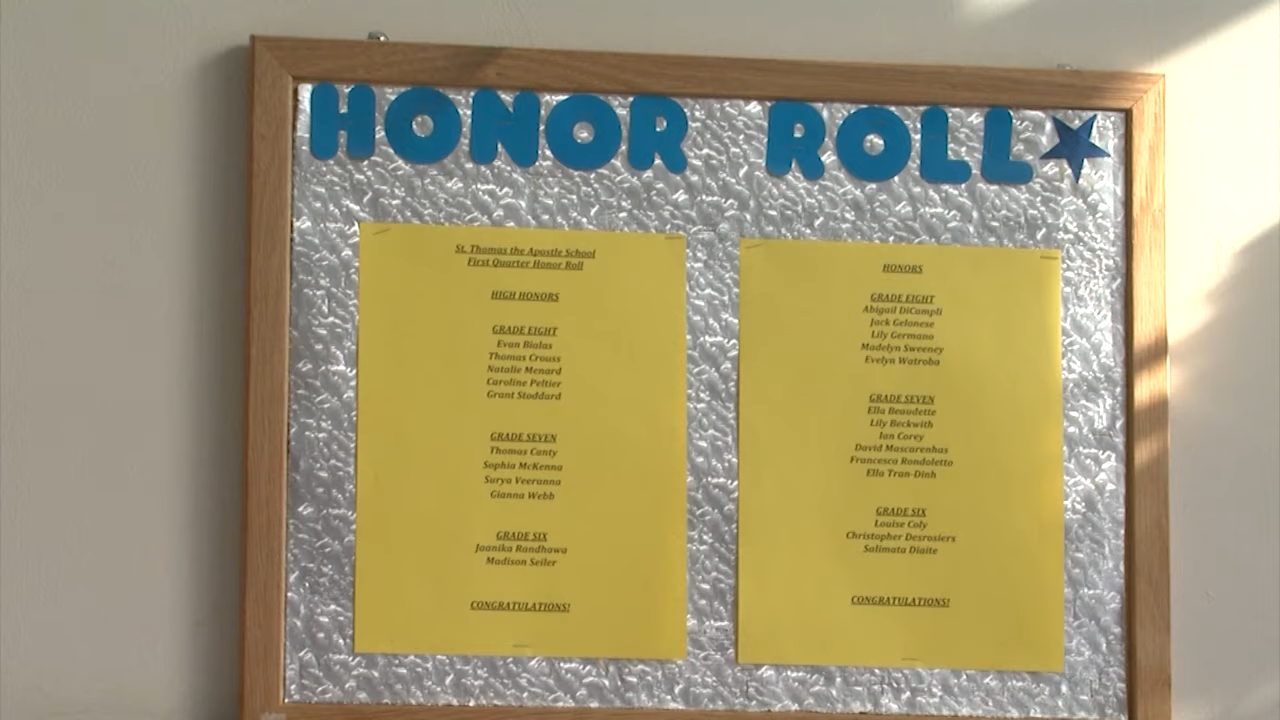 HONOR ROLL
St. Thomas the Apostle School
First Quarter Honor Roll
HIGH HONORS
GRADE EIGHT
Evan Bialas
Thomas Crouss
Natalie Menard
Caroline Peltier
Grant Stoddard
GRADE SEVEN
Thomas Canty
Sophia McKenna
Surya Veeranna
Gianna Webb
GRADE SIX
Jaanika Randhawa
Madison Seiler
CONGRATULATIONS!
HONORS
GRADE EIGHT
Abigail DiCampli
Jack Gelonese
Lily Germano
Madelyn Sweeney
Evelyn Watroba
GRADE SEVEN
Ella Beaudette
Lily Beckwith
Ian Corey
David Mascarenhas
Francesca Rondoletto
Ella Tran-Dinh
GRADE SIX
Louise Coly
Christopher Desrosiers
Salimata Diaite
CONGRATULATIONS!